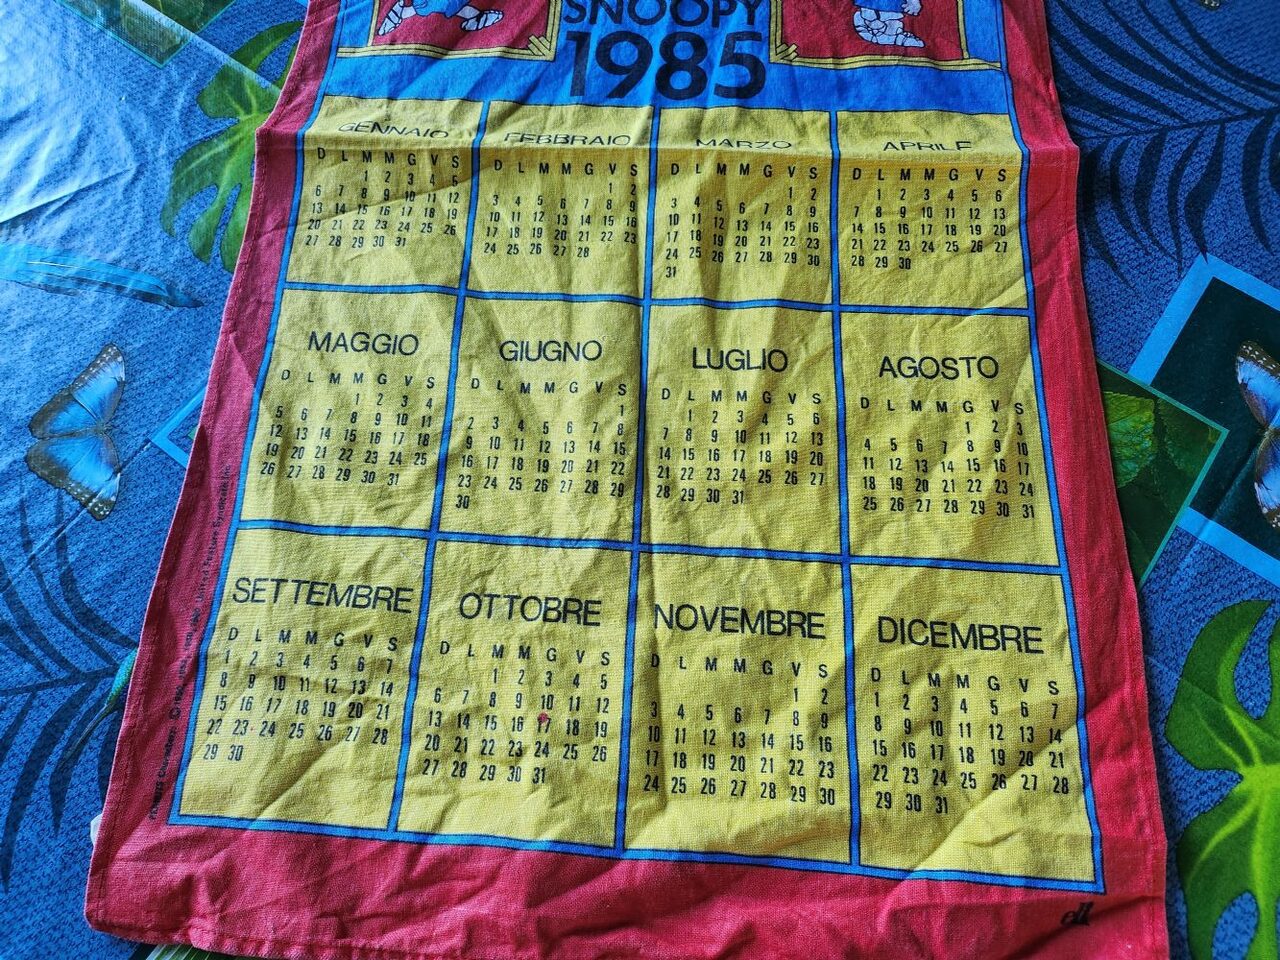 SNOOPY
1985
GENNAIO
D L M M G V S
1 2 3 4 5
6 7 8 9 10 11 12
13 14 15 16 17 18 19
20 21 22 23 24 25 26
27 28 29 30 31
FEBBRAIO
D L M M G V S
1 2
3 4 5 6 7 8 9
10 11 12 13 14 15 16
17 18 19 20 21 22 23
24 25 26 27 28
MARZO
D L M M G V S
1 2
3 4 5 6 7 8 9
10 11 12 13 14 15 16
17 18 19 20 21 22 23
24 25 26 27 28 29 30
31
APRILE
D L M M G V S
1 2 3 4 5 6
7 8 9 10 11 12 13
14 15 16 17 18 19 20
21 22 23 24 25 26 27
28 29 30
MAGGIO
D L M M G V S
1 2 3 4
5 6 7 8 9 10 11
12 13 14 15 16 17 18
19 20 21 22 23 24 25
26 27 28 29 30 31
GIUGNO
D L M M G V S
1
2 3 4 5 6 7 8
9 10 11 12 13 14 15
16 17 18 19 20 21 22
23 24 25 26 27 28 29
30
LUGLIO
D L M M G V S
1 2 3 4 5 6
7 8 9 10 11 12 13
14 15 16 17 18 19 20
21 22 23 24 25 26 27
28 29 30 31
AGOSTO
D L M M G V S
1 2 3
4 5 6 7 8 9 10
11 12 13 14 15 16 17
18 19 20 21 22 23 24
25 26 27 28 29 30 31
SETTEMBRE
D L M M G V S
1 2 3 4 5 6 7
8 9 10 11 12 13 14
15 16 17 18 19 20 21
22 23 24 25 26 27 28
29 30
OTTOBRE
D L M M G V S
1 2 3 4 5
6 7 8 9 10 11 12
13 14 15 16 17 18 19
20 21 22 23 24 25 26
27 28 29 30 31
NOVEMBRE
D L M M G V S
1 2
3 4 5 6 7 8 9
10 11 12 13 14 15 16
17 18 19 20 21 22 23
24 25 26 27 28 29 30
DICEMBRE
D L M M G V S
1 2 3 4 5 6 7
8 9 10 11 12 13 14
15 16 17 18 19 20 21
22 23 24 25 26 27 28
29 30 31